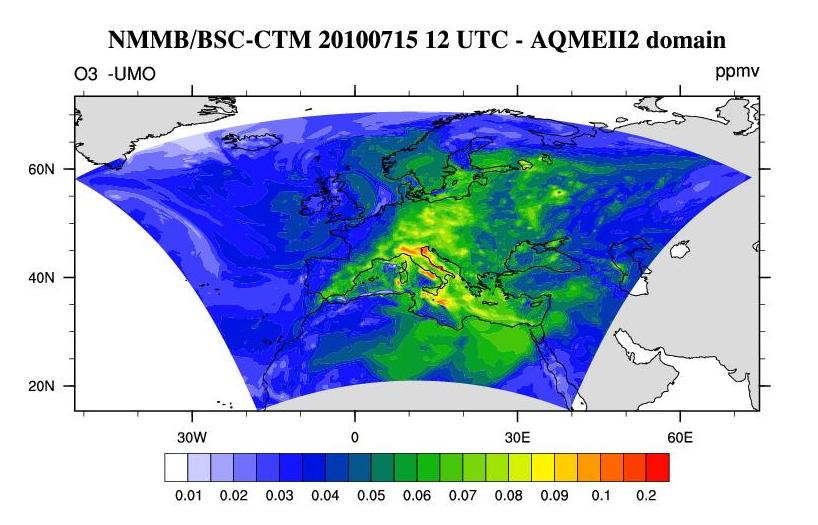 NMMB/BSC-CTM 20100715 12 UTC - AQMEII2 domain
O3 -UMO ppmv
60N
40N
20N
30W 0 30E 60E
0.01 0.02 0.03 0.04 0.05 0.06 0.07 0.08 0.09 0.1 0.2